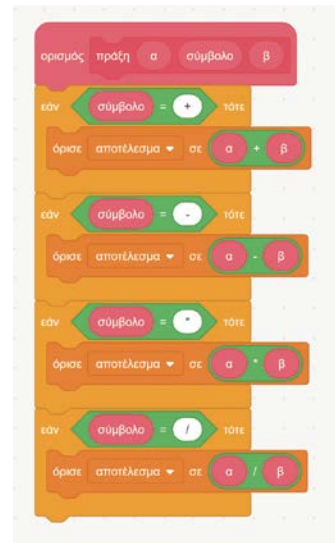 ορισμός πράξη α σύμβολο β
εάν σύμβολο = + τότε
όρισε αποτέλεσμα σε α + β
εάν σύμβολο = - τότε
όρισε αποτέλεσμα σε α - β
εάν σύμβολο = * τότε
όρισε αποτέλεσμα σε α * β
εάν σύμβολο = / τότε
όρισε αποτέλεσμα σε α / β